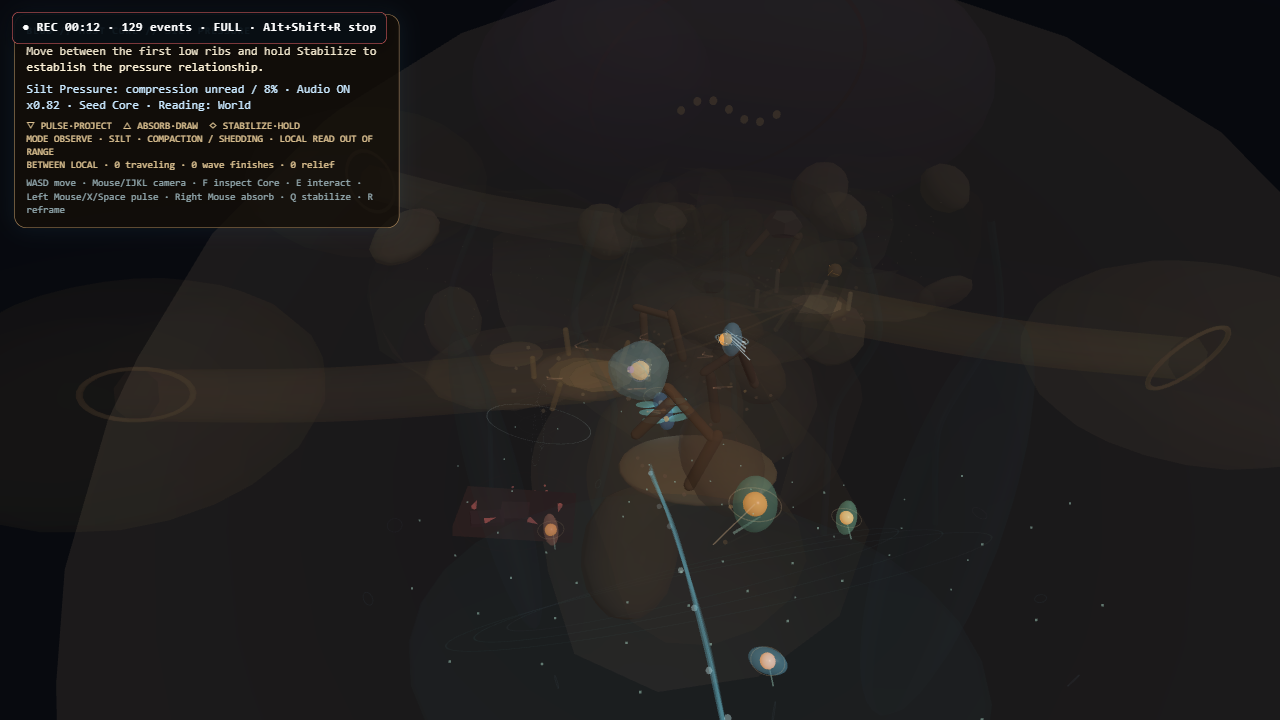 ● REC 00:12 · 129 events · FULL · Alt+Shift+R stop
Move between the first low ribs and hold Stabilize to
establish the pressure relationship.
Silt Pressure: compression unread / 8% · Audio ON
x0.82 · Seed Core · Reading: World
▽ PULSE·PROJECT △ ABSORB·DRAW ◇ STABILIZE·HOLD
MODE OBSERVE · SILT · COMPACTION / SHEDDING · LOCAL READ OUT OF
RANGE
BETWEEN LOCAL · 0 traveling · 0 wave finishes · 0 relief
WASD move · Mouse/IJKL camera · F inspect Core · E interact ·
Left Mouse/X/Space pulse · Right Mouse absorb · Q stabilize · R
reframe